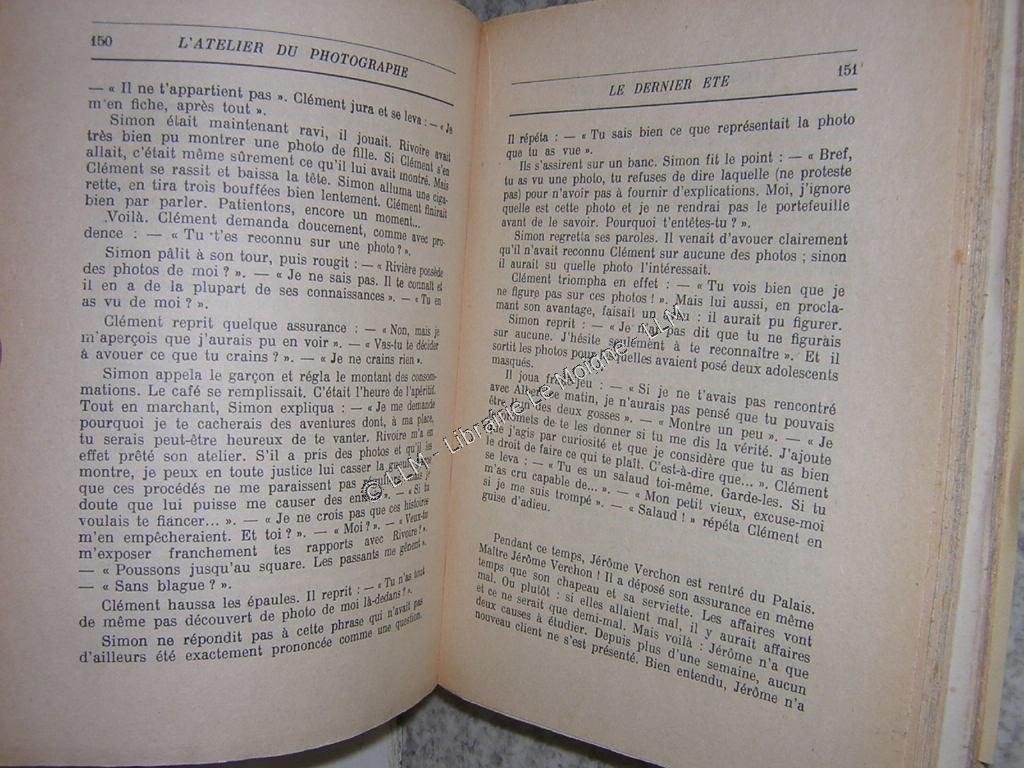 150 L'ATELIER DU PHOTOGRAPHE
— « Il ne t'appartient pas ». Clément jura et se leva : — « Je
m'en fiche, après tout ».
Simon était maintenant ravi, il jouait. Rivoire avait
très bien pu montrer une photo de fille. Si Clément s'en
allait, c'était même sûrement ce qu'il lui avait montré. Mais
Clément se rassit et baissa la tête. Simon alluma une ciga-
rette, en tira trois bouffées bien lentement. Clément finirait
bien par parler. Patientons, encore un moment...
Voilà. Clément demanda doucement, comme avec pru-
dence : — « Tu t'es reconnu sur une photo ? ».
Simon pâlit à son tour, puis rougit : — « Rivière possède
des photos de moi ? ». — « Je ne sais pas. Il te connaît et
il en a de la plupart de ses connaissances ». — « Tu en
as vu de moi ? ».
Clément reprit quelque assurance : — « Non, mais je
m'aperçois que j'aurais pu en voir ». — « Vas-tu te décider
à avouer ce que tu crains ? ». — « Je ne crains rien ».
Simon appela le garçon et régla le montant des consom-
mations. Le café se remplissait. C'était l'heure de l'apéritif.
Tout en marchant, Simon expliqua : — « Je me demande
pourquoi je te cacherais des aventures dont, à ma place,
tu serais peut-être heureux de te vanter. Rivoire m'a en
effet prêté son atelier. S'il a pris des photos et qu'il les
montre, je peux en toute justice lui casser la gueule
que ces procédés ne me paraissent pas mais je
doute que lui puisse me causer des ennuis ». — « Si tu
voulais te fiancer... ». — « Je ne crois pas que ces histoires
m'en empêcheraient. Et toi ? ». — « Moi ? ». — « Veux-tu
m'exposer franchement tes rapports avec Rivoire ? ».
— « Poussons jusqu'au square. Les passants me gênent ».
— « Sans blague ? ».
Clément haussa les épaules. Il reprit : — « Tu n'as tout
de même pas découvert de photo de moi là-dedans ? ».
Simon ne répondit pas à cette phrase qui n'avait pas
d'ailleurs été exactement prononcée comme une question.
LE DERNIER ETE 151
Il répéta : — « Tu sais bien ce que représentait la photo
que tu as vue ».
Ils s'assirent sur un banc. Simon fit le point : — « Bref,
tu as vu une photo, tu refuses de dire laquelle (ne proteste
pas) pour n'avoir pas à fournir d'explications. Moi, j'ignore
quelle est cette photo et je ne rendrai pas le portefeuille
avant de le savoir. Pourquoi t'entêtes-tu ? ».
Simon regretta ses paroles. Il venait d'avouer clairement
qu'il n'avait reconnu Clément sur aucune des photos ; sinon
il aurait su quelle photo l'intéressait.
Clément triompha en effet : — « Tu vois bien que je
ne figure pas sur ces photos ! ». Mais lui aussi, en procla-
mant son avantage, faisait un aveu : il aurait pu figurer.
Simon reprit : — « Je n'ai pas dit que tu ne figurais
sur aucune. J'hésite seulement à te reconnaître ». Et il
sortit les photos pour lesquelles avaient posé deux adolescents
masqués.
Il joua franc jeu : — « Si je ne t'avais pas rencontré
avec Albert ce matin, je n'aurais pas pensé que tu pouvais
être l'un des deux gosses ». — « Montre un peu ». — « Je
promets de te les donner si tu me dis la vérité. J'ajoute
que j'agis par curiosité et que je considère que tu as bien
le droit de faire ce qui te plaît. C'est-à-dire que... ». Clément
se leva : — « Tu es un salaud toi-même. Garde-les. Si tu
m'as cru capable de... ». — « Mon petit vieux, excuse-moi
si je me suis trompé ». — « Salaud ! » répéta Clément en
guise d'adieu.
Pendant ce temps, Jérôme Verchon est rentré du Palais.
Maître Jérôme Verchon ! Il a déposé son assurance en même
temps que son chapeau et sa serviette. Les affaires vont
mal. Ou plutôt : si elles allaient mal, il y aurait affaires
et ce ne serait que demi-mal. Mais voilà : Jérôme n'a que
deux causes à étudier. Depuis plus d'une semaine, aucun
nouveau client ne s'est présenté. Bien entendu, Jérôme n'a
© LLM - Librairie Le Moigne - LLM